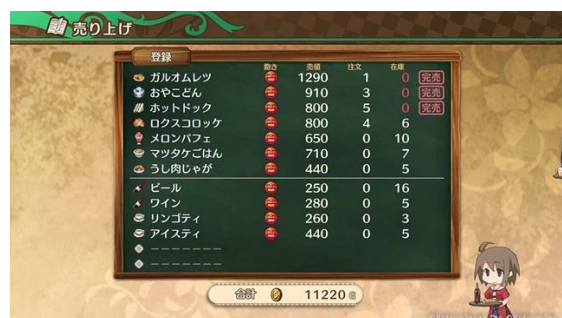 売り上げ
登録
飽き 売値 注文 在庫
ガルオムレツ 1290 1 0 完売
おやこどん 910 3 0 完売
ホットドック 800 5 0 完売
ロクスコロッケ 800 4 6
メロンパフェ 650 0 10
マツタケごはん 710 0 7
うし肉じゃが 440 0 5
ビール 250 0 16
ワイン 280 0 5
リンゴティ 260 0 3
アイスティ 440 0 5
-------
-------
合計 11220 G